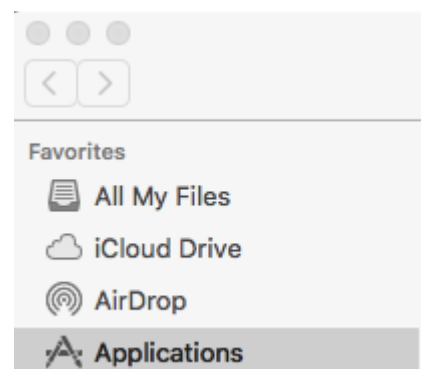 Favorites
All My Files
iCloud Drive
AirDrop
Applications